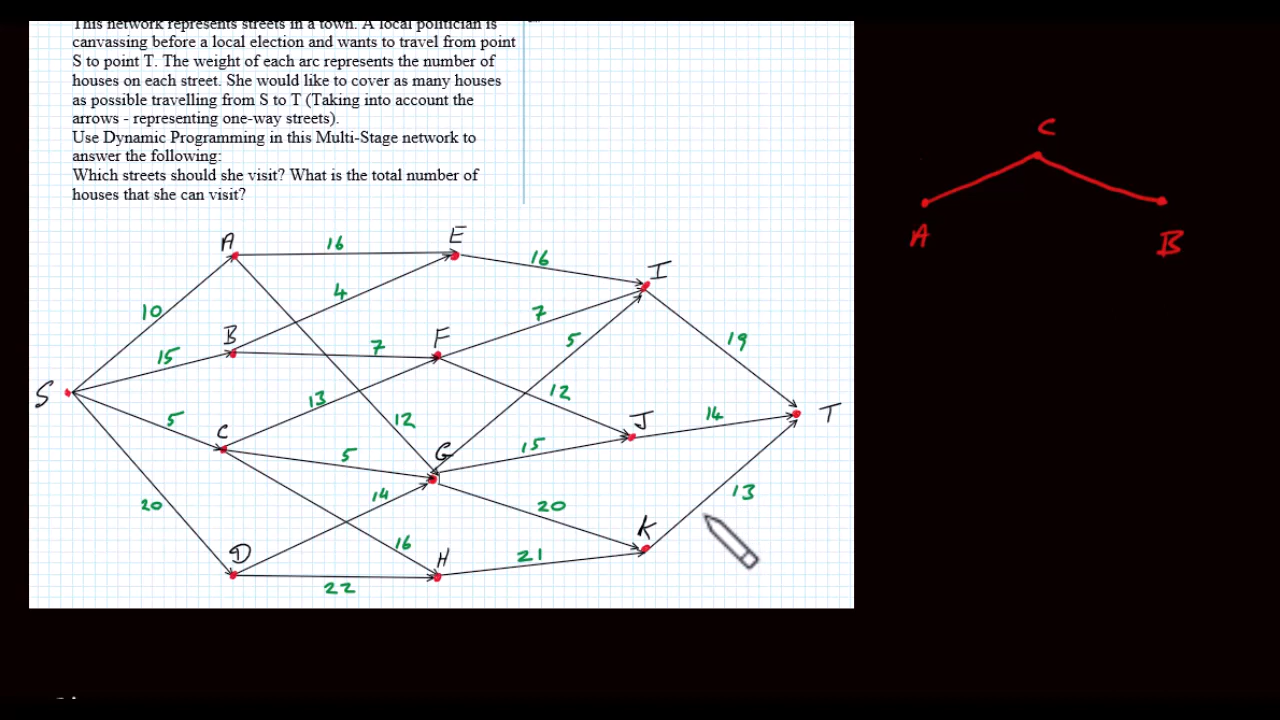 This network represents streets in a town. A local politician is
canvassing before a local election and wants to travel from point
S to point T. The weight of each arc represents the number of
houses on each street. She would like to cover as many houses
as possible travelling from S to T (Taking into account the
arrows - representing one-way streets).
Use Dynamic Programming in this Multi-Stage network to
answer the following:
Which streets should she visit? What is the total number of
houses that she can visit?
C
A
B
A
16
E
16
I
10
4
7
5
19
B
15
7
F
S
13
12
12
J
14
T
5
C
5
G
15
14
20
13
20
K
D
16
H
21
22